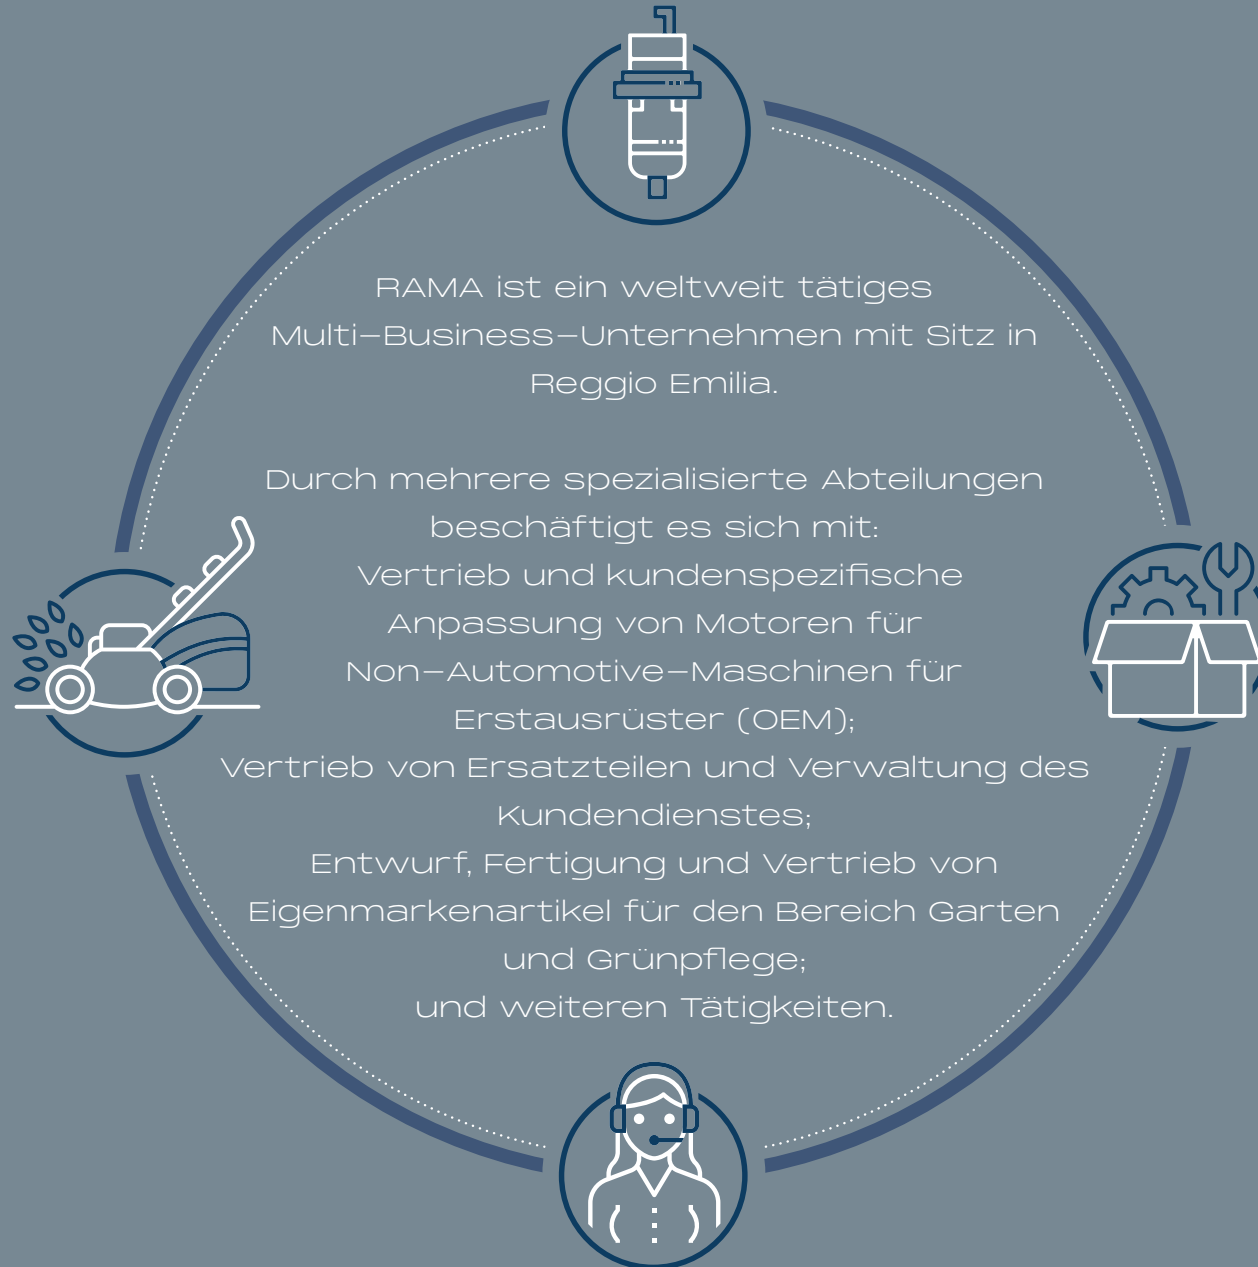 RAMA ist ein weltweit tätiges
Multi-Business-Unternehmen mit Sitz in
Reggio Emilia.
Durch mehrere spezialisierte Abteilungen
beschäftigt es sich mit:
Vertrieb und kundenspezifische
Anpassung von Motoren für
Non-Automotive-Maschinen für
Erstausrüster (OEM);
Vertrieb von Ersatzteilen und Verwaltung des
Kundendienstes;
Entwurf, Fertigung und Vertrieb von
Eigenmarkenartikel für den Bereich Garten
und Grünpflege;
und weiteren Tätigkeiten.